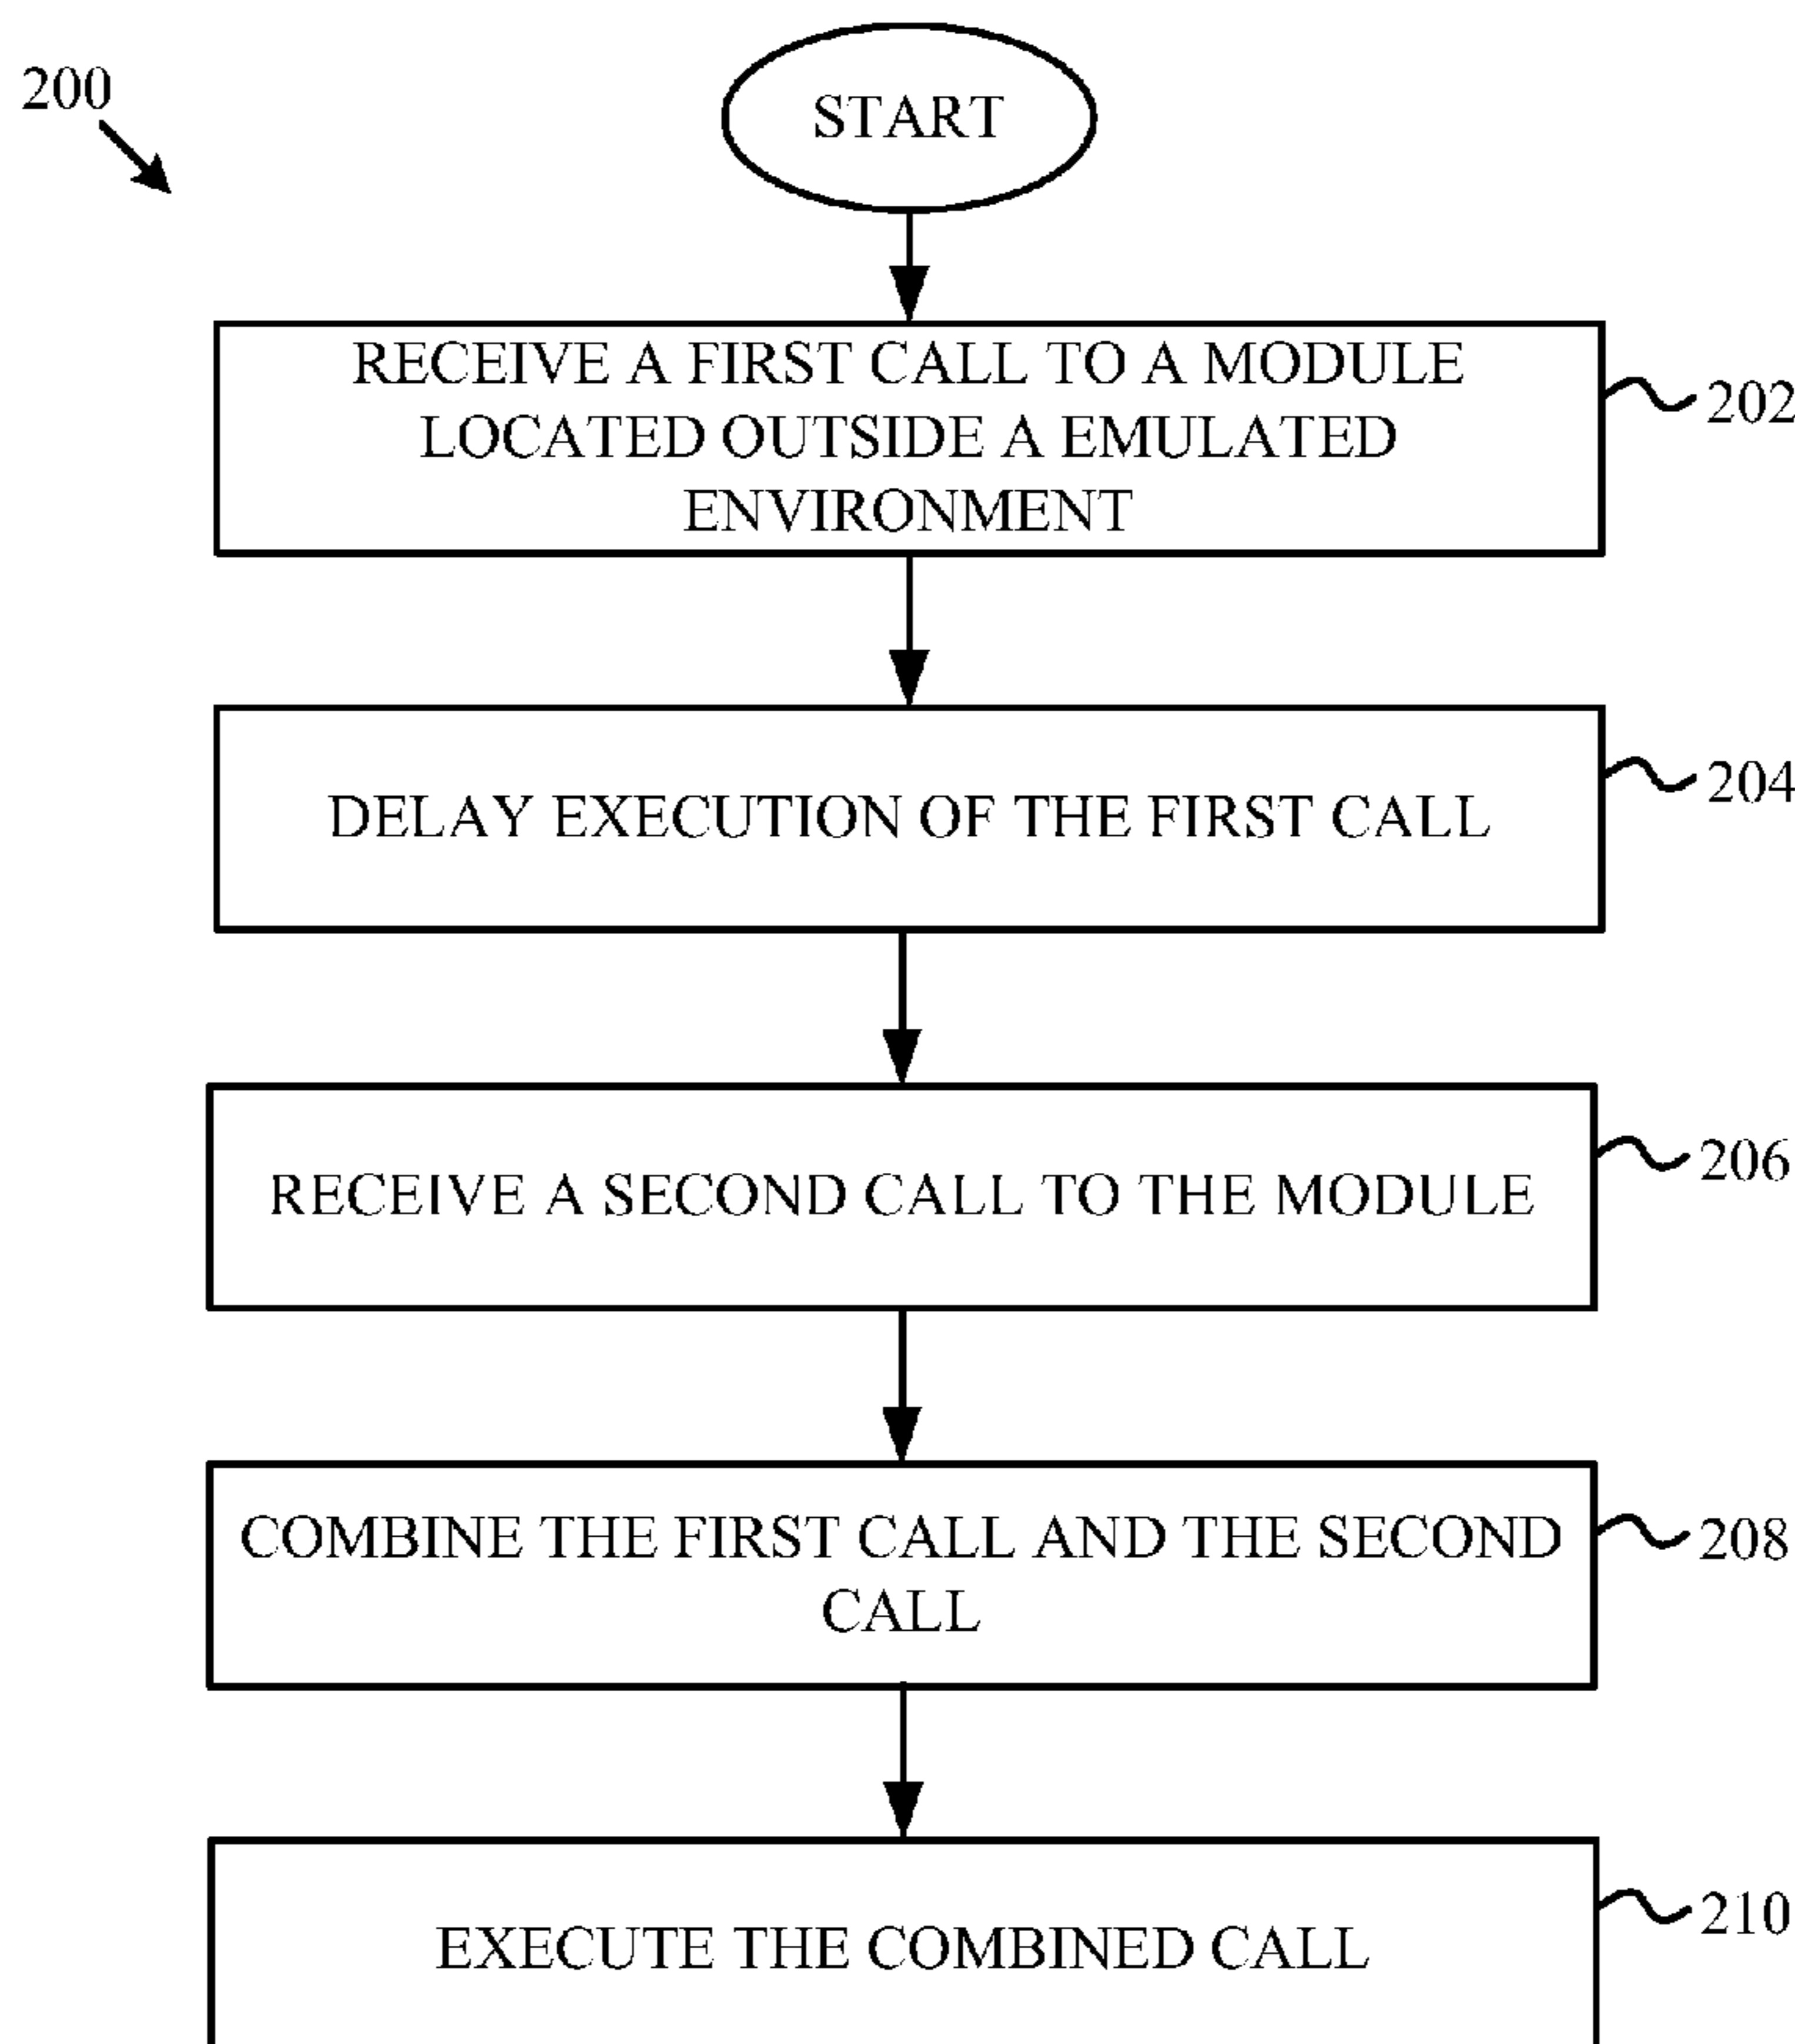 200
START
RECEIVE A FIRST CALL TO A MODULE
LOCATED OUTSIDE A EMULATED
ENVIRONMENT
202
DELAY EXECUTION OF THE FIRST CALL
204
RECEIVE A SECOND CALL TO THE MODULE
206
COMBINE THE FIRST CALL AND THE SECOND
CALL
208
EXECUTE THE COMBINED CALL
210